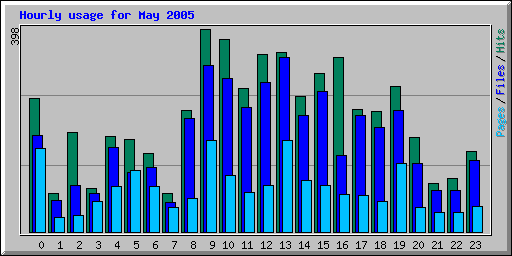 Hourly usage for May 2005
398
Pages / Files / Hits
0 1 2 3 4 5 6 7 8 9 10 11 12 13 14 15 16 17 18 19 20 21 22 23